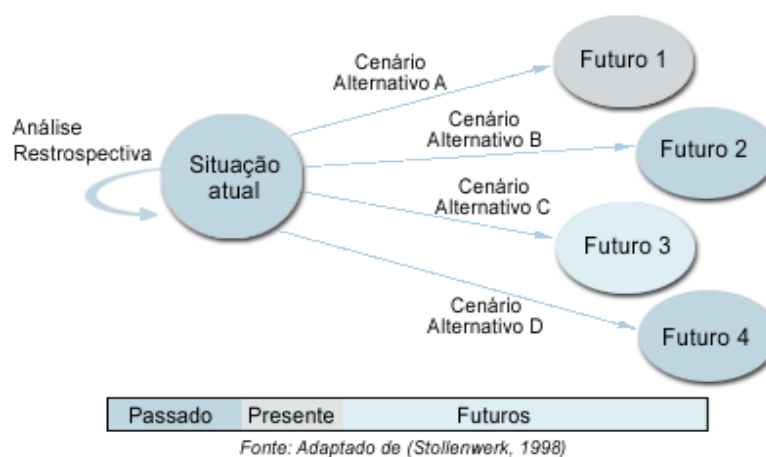 Cenário
Alternativo A
Futuro 1
Análise
Restrospectiva
Situação
atual
Cenário
Alternativo B
Futuro 2
Cenário
Alternativo C
Futuro 3
Cenário
Alternativo D
Futuro 4
Passado Presente Futuros
Fonte: Adaptado de (Stollenwerk, 1998)